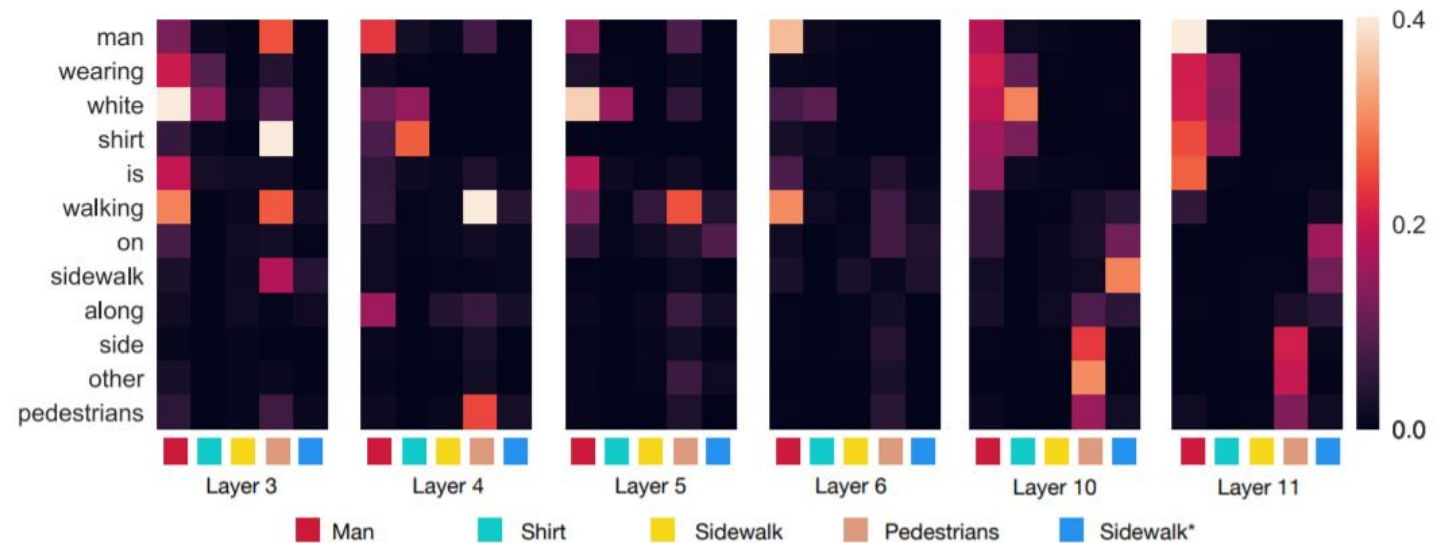 man
wearing
white
shirt
is
walking
on
sidewalk
along
side
other
pedestrians
0.4
0.2
0.0
Layer 3 Layer 4 Layer 5 Layer 6 Layer 10 Layer 11
Man Shirt Sidewalk Pedestrians Sidewalk*